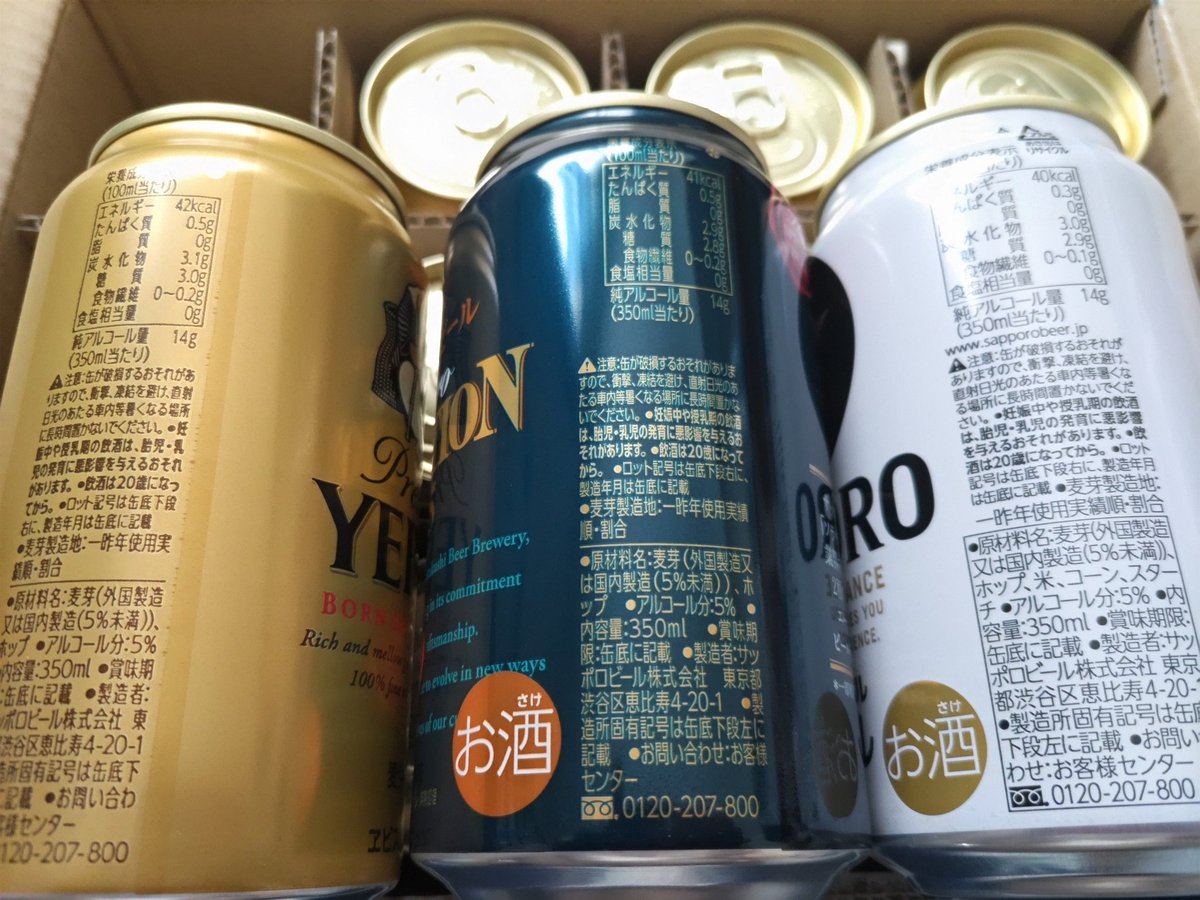 (100ml当たり)
エネルギー 42kcal
たんぱく質 0.5g
脂質 0g
炭水化物 3.1g
糖質 3.0g
食物繊維 0~0.2g
食塩相当量 0g
純アルコール量 14g
(350ml当たり)
注意:缶が破損するおそれがあ
りますので、衝撃、凍結を避け、直射
日光のあたる車内等暑くなる場所
に長時間置かないでください。●妊
娠中や授乳期の飲酒は、胎児・乳
児の発育に悪影響を与えるおそれ
があります。●飲酒は20歳になっ
てから。●ロット記号は缶底下段
右に、製造年月は缶底に記載
●麦芽製造地:一昨年使用実
績順・割合
●原材料名:麦芽(外国製造
又は国内製造(5%未満))、
ホップ ●アルコール分:5%
内容量:350ml ●賞味期
:缶底に記載 ●製造者:
ッポロビール株式会社 東
都渋谷区恵比寿4-20-1
造所固有記号は缶底下
に記載 ●お問い合わ
客様センター
120-207-800
YE
BORN
Rich and mellow
100%
ヱビス
(100ml当たり)
エネルギー 41kcal
たんぱく質 0.5g
脂質 0g
炭水化物 2.9g
糖質 2.8g
食物繊維 0~0.2g
食塩相当量 0g
純アルコール量 14g
(350ml当たり)
注意:缶が破損するおそれがありま
すので、衝撃、凍結を避け、直射日光のあ
たる車内等暑くなる場所に長時間置かな
いでください。●妊娠中や授乳期の飲酒
は、胎児・乳児の発育に悪影響を与えるお
それがあります。●飲酒は20歳になって
から。●ロット記号は缶底下段右に、
製造年月は缶底に記載
●麦芽製造地:一昨年使用実績
順・割合
●原材料名:麦芽(外国製造又
は国内製造(5%未満))、ホ
ップ ●アルコール分:5% ●
内容量:350ml ●賞味期
限:缶底に記載 ●製造者:サッ
ポロビール株式会社 東京都
渋谷区恵比寿4-20-1 ●製
造所固有記号は缶底下段左に
記載 ●お問い合わせ:お客様
センター
0120-207-800
ION
Beer Brewery,
in its commitment
to evolve in new ways
of our
お酒
さけ
リサイクル
栄養成分表示
40kcal
0.3g
0g
炭水化物 3.0g
2.9g
食物繊維 0~0.1g
食塩相当量 0g
純アルコール量 14g
(350ml当たり)
www.sapporobeer.jp
注意:缶が破損するおそれが
ありますので、衝撃、凍結を避け、
直射日光のあたる車内等暑くな
る場所に長時間置かないでくだ
さい。●妊娠中や授乳期の飲酒
は、胎児・乳児の発育に悪影響
を与えるおそれがあります。●飲
酒は20歳になってから。●ロット
記号は缶底下段右に、製造年月
は缶底に記載 ●麦芽製造地:
一昨年使用実績順・割合
●原材料名:麦芽(外国製造
又は国内製造(5%未満))、
ホップ、米、コーン、スター
チ ●アルコール分:5% ●内
容量:350ml ●賞味期限:
缶底に記載 ●製造者:サッ
ポロビール株式会社 東京
都渋谷区恵比寿4-20-1
●製造所固有記号は缶底
下段左に記載 ●お問い合
わせ:お客様センター
0120-207-800
RO
ANCE
お酒
さけ